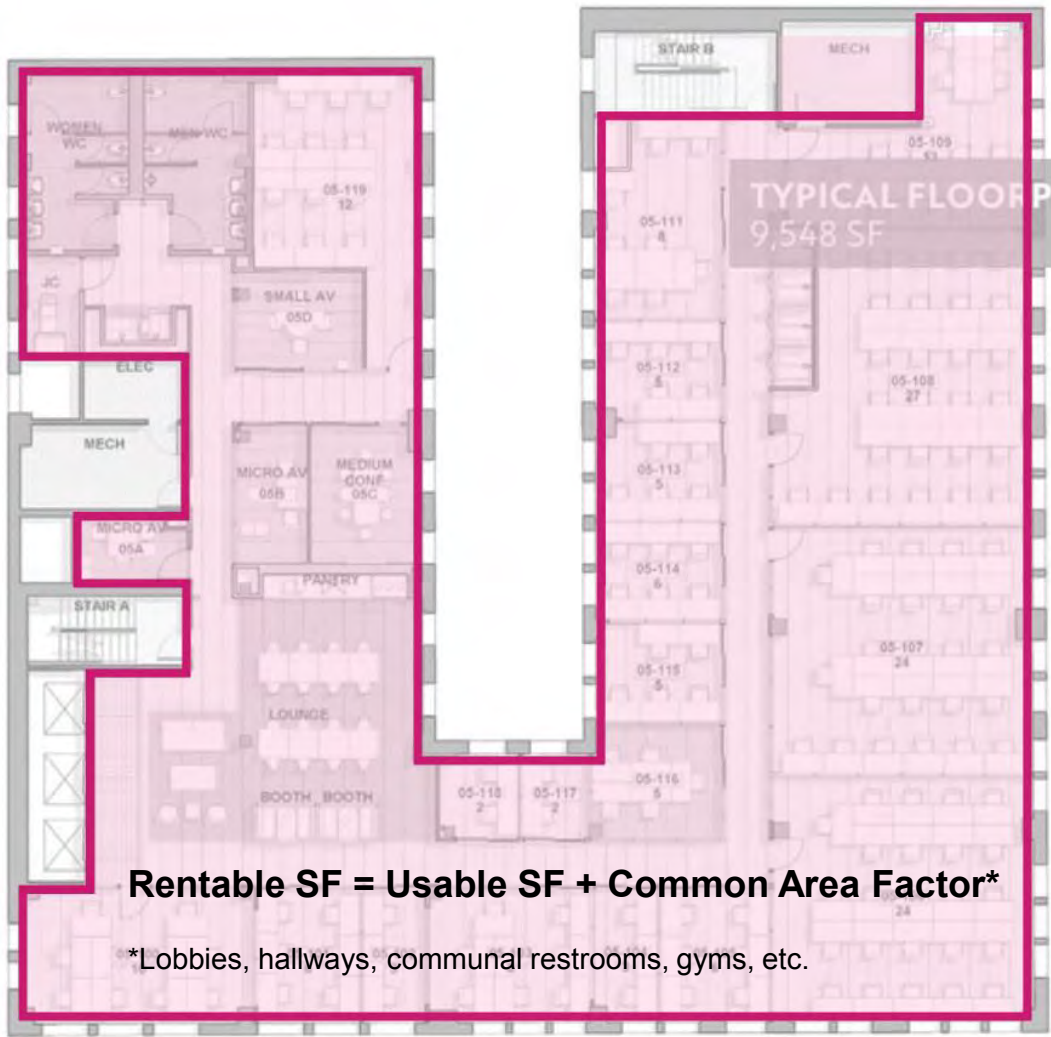 STAIR B
MECH
WOMEN
WC
MEN WC
05-109
TYPICAL FLOORP
9,548 SF
05-119
12
05-111
8
JC
SMALL AV
05D
ELEC
05-112
5
05-108
27
MECH
MICRO AV
05B
MEDIUM
CONF
05C
05-113
5
MICRO AV
05A
05-114
6
PANTRY
STAIR A
05-107
24
05-115
5
LOUNGE
05-116
5
BOOTH BOOTH
05-118
2
05-117
2
Rentable SF = Usable SF + Common Area Factor*
24
*Lobbies, hallways, communal restrooms, gyms, etc.